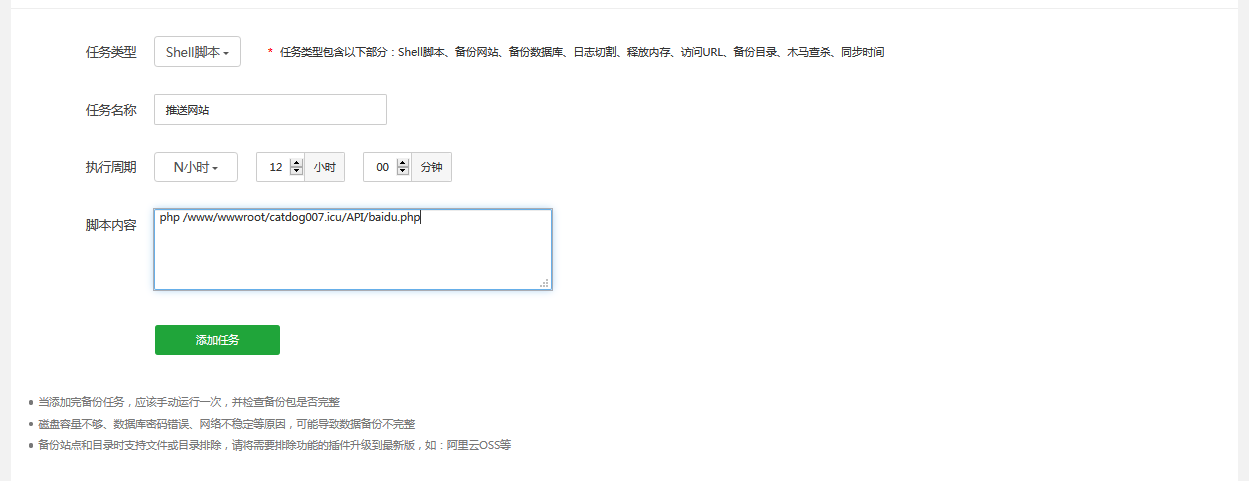 任务类型 Shell脚本 * 任务类型包含以下部分：Shell脚本、备份网站、备份数据库、日志切割、释放内存、访问URL、备份目录、木马查杀、同步时间
任务名称 推送网站
执行周期 N小时 12 小时 00 分钟
脚本内容 php /www/wwwroot/catdog007.icu/API/baidu.php
添加任务
当添加完备份任务，应该手动运行一次，并检查备份包是否完整
磁盘容量不够、数据库密码错误、网络不稳定等原因，可能导致数据备份不完整
备份站点和目录时支持文件或目录排除，请将需要排除功能的插件升级到最新版，如：阿里云OSS等